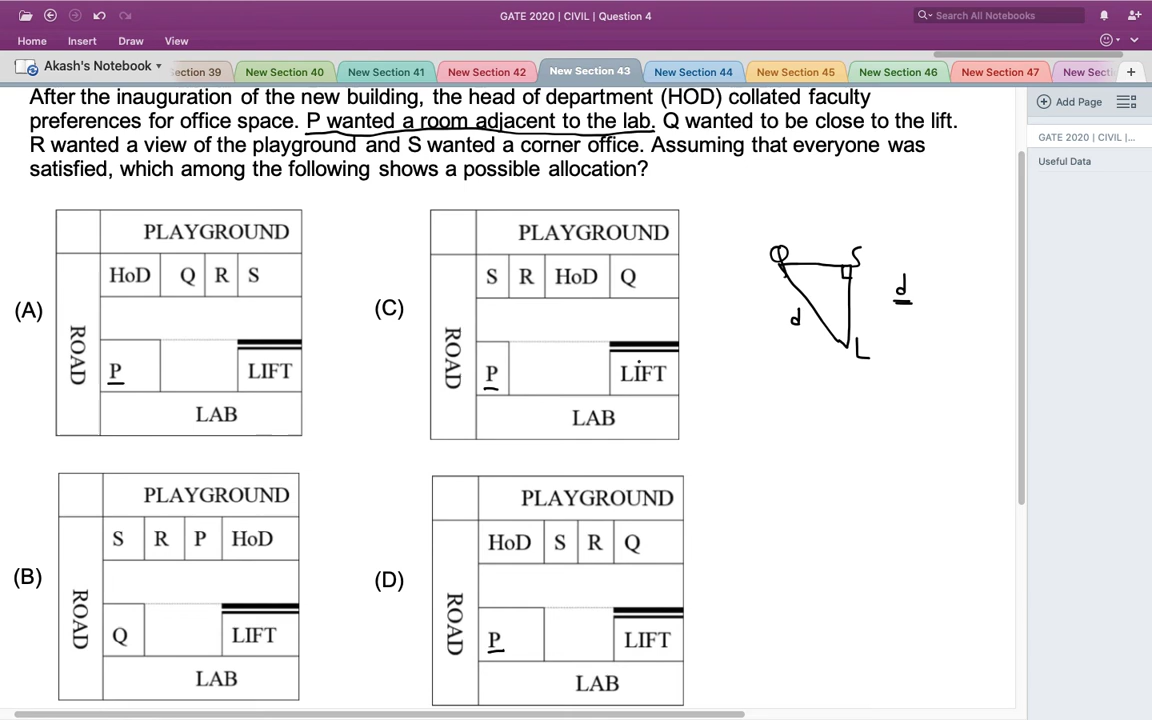 GATE 2020 | CIVIL | Question 4
Search All Notebooks
Home Insert Draw View
Akash's Notebook
ection 39 New Section 40 New Section 41 New Section 42 New Section 43 New Section 44 New Section 45 New Section 46 New Section 47 New Secti
Add Page
GATE 2020 | CIVIL |...
Useful Data
After the inauguration of the new building, the head of department (HOD) collated faculty
preferences for office space. P wanted a room adjacent to the lab. Q wanted to be close to the lift.
R wanted a view of the playground and S wanted a corner office. Assuming that everyone was
satisfied, which among the following shows a possible allocation?
(A)
PLAYGROUND
HoD Q R S
ROAD
P LIFT
LAB
(C)
PLAYGROUND
S R HoD Q
ROAD
P LIFT
LAB
Q S
d d
L
(B)
PLAYGROUND
S R P HoD
ROAD
Q LIFT
LAB
(D)
PLAYGROUND
HoD S R Q
ROAD
P LIFT
LAB